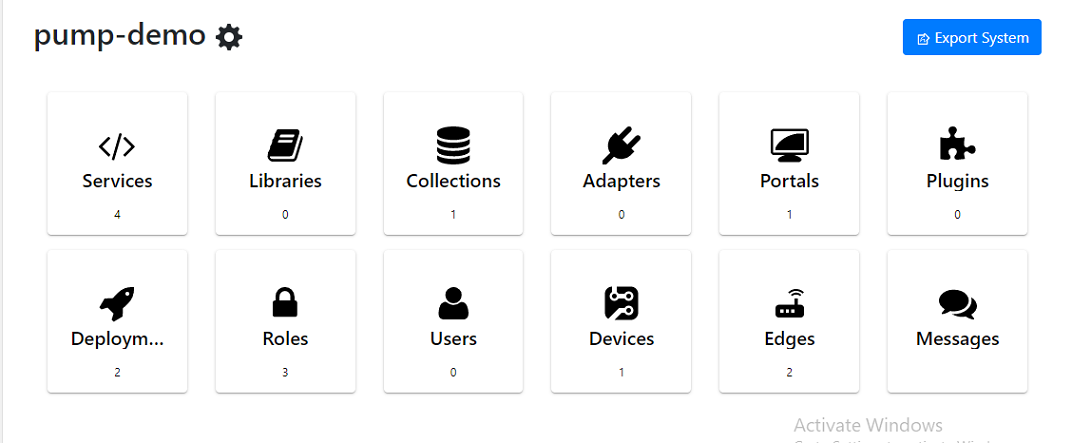 pump-demo
Export System
Services Libraries Collections Adapters Portals Plugins
4 0 1 0 1 0
Deploym... Roles Users Devices Edges Messages
2 3 0 1 2
Activate Windows